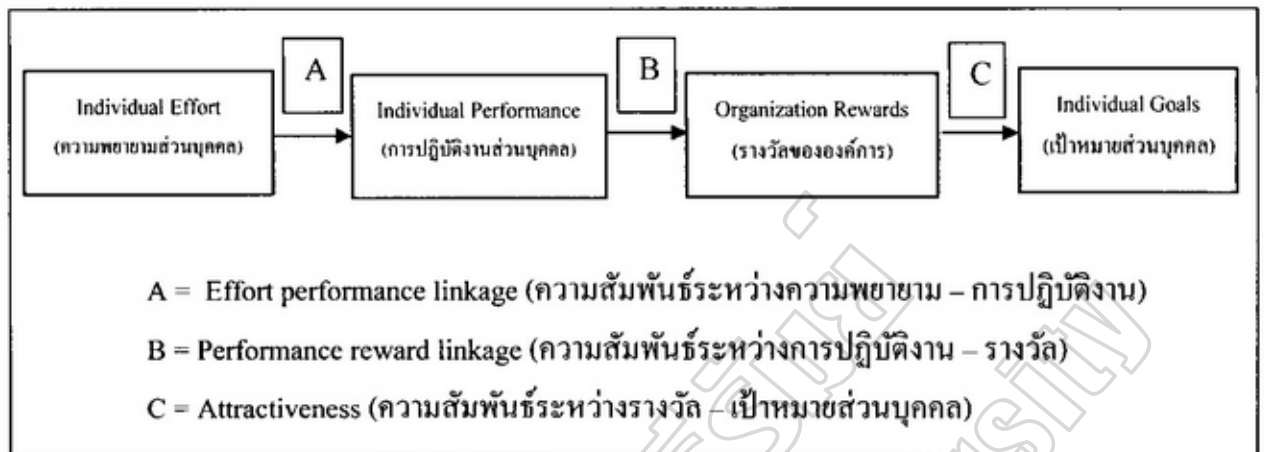 A
B
C
Individual Effort
(ความพยายามส่วนบุคคล)
Individual Performance
(การปฏิบัติงานส่วนบุคคล)
Organization Rewards
(รางวัลขององค์การ)
Individual Goals
(เป้าหมายส่วนบุคคล)
A = Effort performance linkage (ความสัมพันธ์ระหว่างความพยายาม – การปฏิบัติงาน)
B = Performance reward linkage (ความสัมพันธ์ระหว่างการปฏิบัติงาน – รางวัล)
C = Attractiveness (ความสัมพันธ์ระหว่างรางวัล – เป้าหมายส่วนบุคคล)